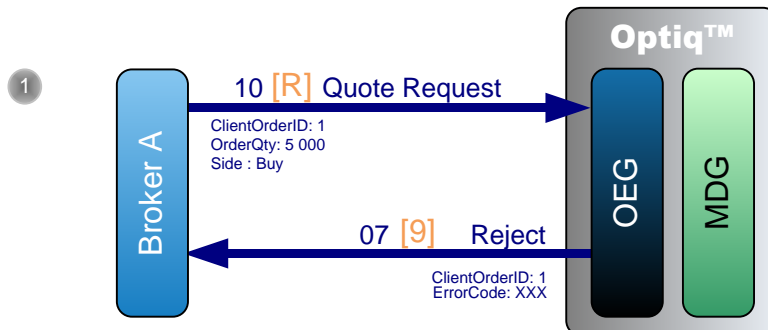 Optiq™
1
10 [R] Quote Request
ClientOrderID: 1
OrderQty: 5 000
Side : Buy
Broker A
OEG
MDG
07 [9] Reject
ClientOrderID: 1
ErrorCode: XXX